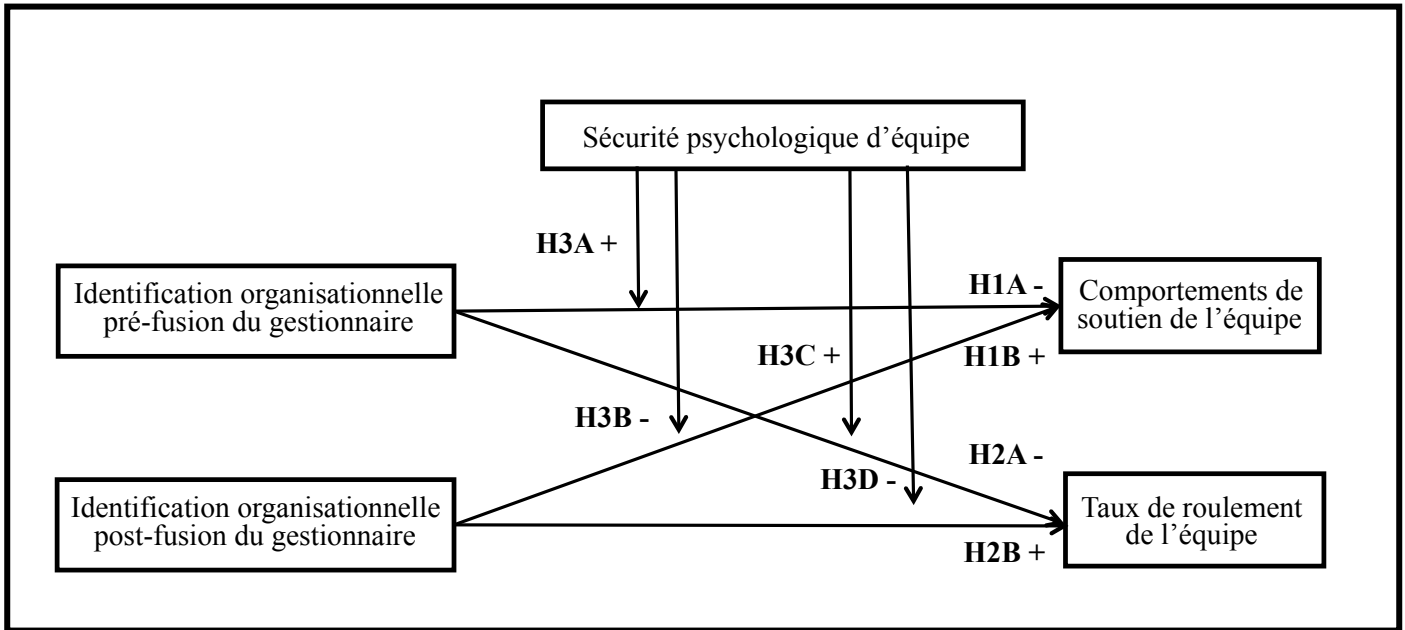 Sécurité psychologique d’équipe
H3A +
Identification organisationnelle
pré-fusion du gestionnaire
H1A -
Comportements de
soutien de l’équipe
H3C +
H1B +
H3B -
H2A -
H3D -
Identification organisationnelle
post-fusion du gestionnaire
Taux de roulement
de l’équipe
H2B +